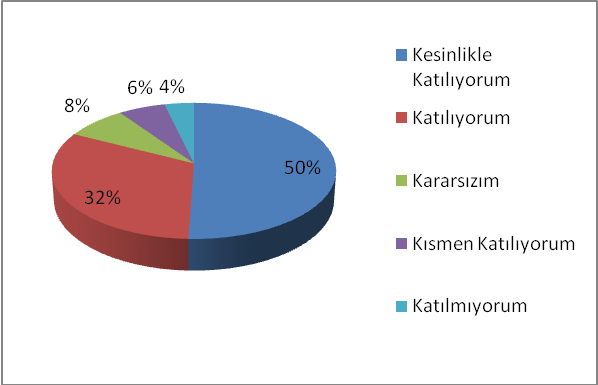 Kesinlikle
Katılıyorum
Katılıyorum
Kararsızım
Kısmen Katılıyorum
Katılmıyorum
50%
32%
8%
6%
4%